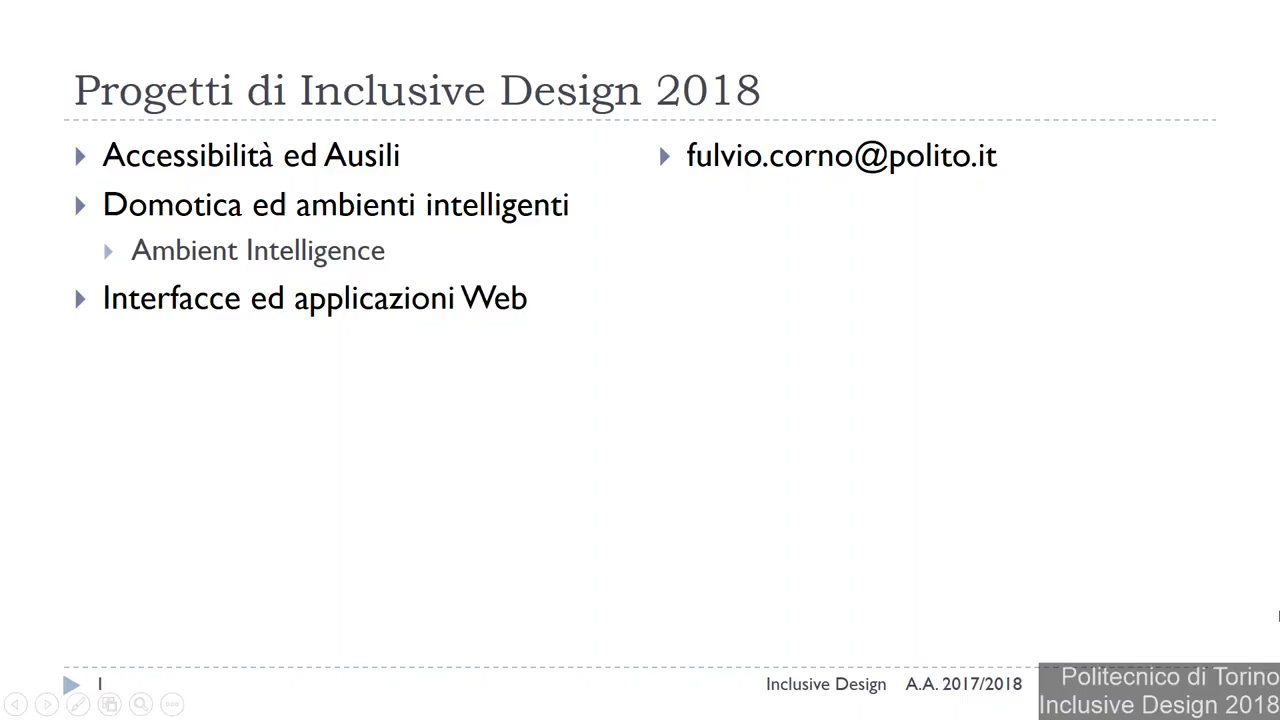 Progetti di Inclusive Design 2018
Accessibilità ed Ausili
Domotica ed ambienti intelligenti
Ambient Intelligence
Interfacce ed applicazioni Web
fulvio.corno@polito.it
1
Inclusive Design A.A. 2017/2018
Politecnico di Torino
Inclusive Design 2018